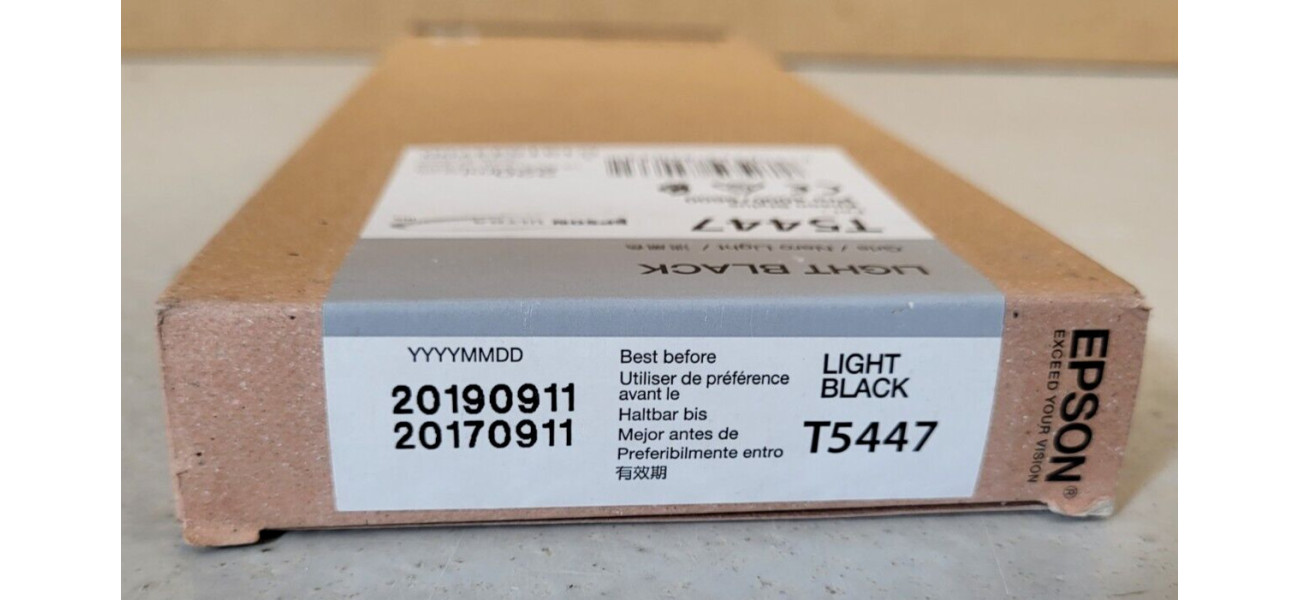 T5447
LIGHT BLACK
YYYYMMDD
20190911
20170911
Best before
Utiliser de préférence
avant le
Haltbar bis
Mejor antes de
Preferibilmente entro
有效期
LIGHT
BLACK
T5447
EPSON®
EXCEED YOUR VISION